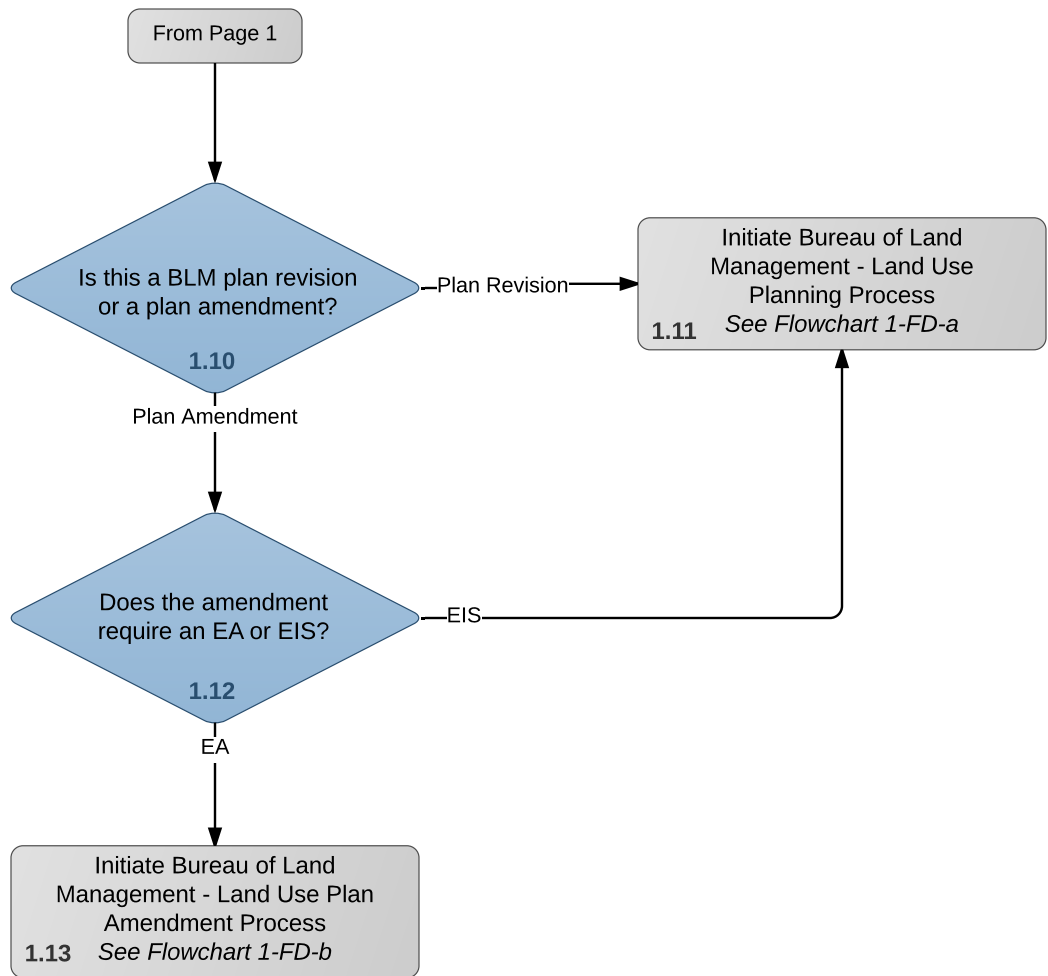 From Page 1
Is this a BLM plan revision
or a plan amendment?
1.10
Plan Revision
Initiate Bureau of Land
Management - Land Use
Planning Process
See Flowchart 1-FD-a
1.11
Plan Amendment
Does the amendment
require an EA or EIS?
1.12
EIS
EA
Initiate Bureau of Land
Management - Land Use Plan
Amendment Process
See Flowchart 1-FD-b
1.13